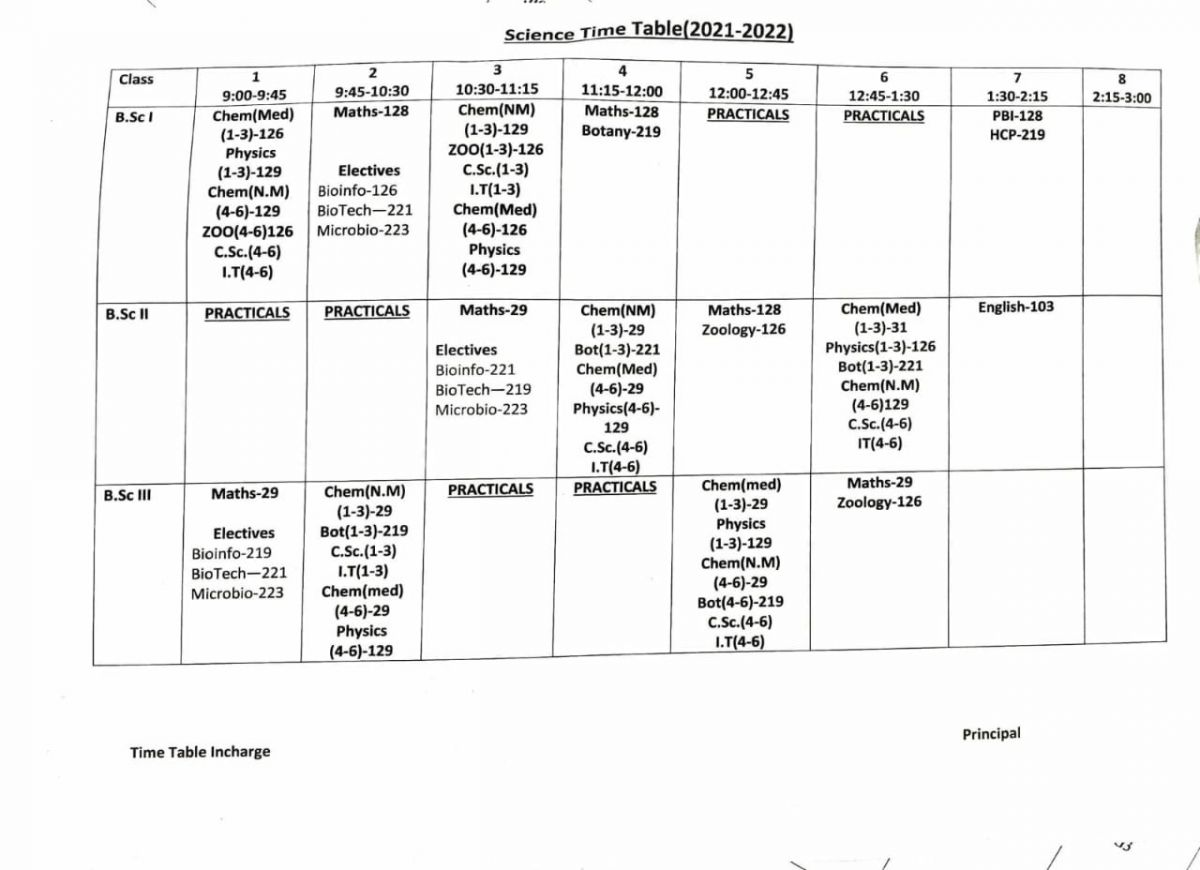 Science Time Table(2021-2022)
Class
1
9:00-9:45
2
9:45-10:30
3
10:30-11:15
4
11:15-12:00
5
12:00-12:45
6
12:45-1:30
7
1:30-2:15
8
2:15-3:00
B.Sc I
Chem(Med)
(1-3)-126
Physics
(1-3)-129
Chem(N.M)
(4-6)-129
ZOO(4-6)126
C.Sc.(4-6)
I.T(4-6)
Maths-128
Electives
Bioinfo-126
BioTech—221
Microbio-223
Chem(NM)
(1-3)-129
ZOO(1-3)-126
C.Sc.(1-3)
I.T(1-3)
Chem(Med)
(4-6)-126
Physics
(4-6)-129
Maths-128
Botany-219
PRACTICALS
PRACTICALS
PBI-128
HCP-219
B.Sc II
PRACTICALS
PRACTICALS
Maths-29
Electives
Bioinfo-221
BioTech—219
Microbio-223
Chem(NM)
(1-3)-29
Bot(1-3)-221
Chem(Med)
(4-6)-29
Physics(4-6)-
129
C.Sc.(4-6)
I.T(4-6)
Maths-128
Zoology-126
Chem(Med)
(1-3)-31
Physics(1-3)-126
Bot(1-3)-221
Chem(N.M)
(4-6)129
C.Sc.(4-6)
IT(4-6)
English-103
B.Sc III
Maths-29
Electives
Bioinfo-219
BioTech—221
Microbio-223
Chem(N.M)
(1-3)-29
Bot(1-3)-219
C.Sc.(1-3)
I.T(1-3)
Chem(med)
(4-6)-29
Physics
(4-6)-129
PRACTICALS
PRACTICALS
Chem(med)
(1-3)-29
Physics
(1-3)-129
Chem(N.M)
(4-6)-29
Bot(4-6)-219
C.Sc.(4-6)
I.T(4-6)
Maths-29
Zoology-126
Time Table Incharge
Principal